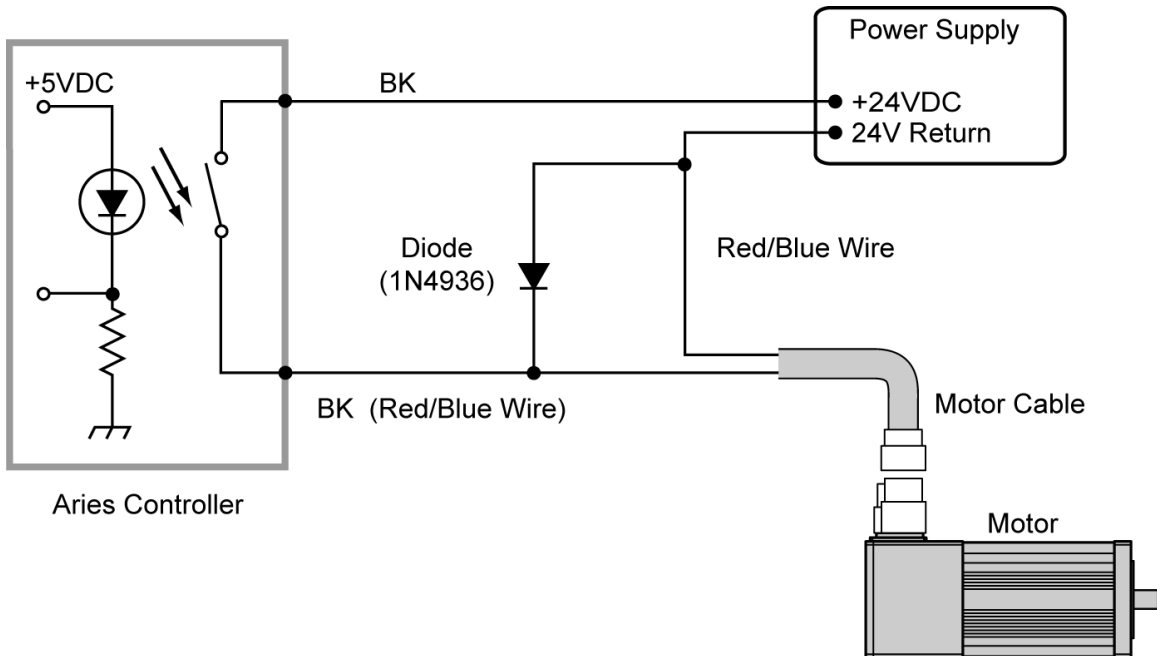 Power Supply
+5VDC
BK
+24VDC
24V Return
Diode
(1N4936)
Red/Blue Wire
BK (Red/Blue Wire)
Motor Cable
Aries Controller
Motor